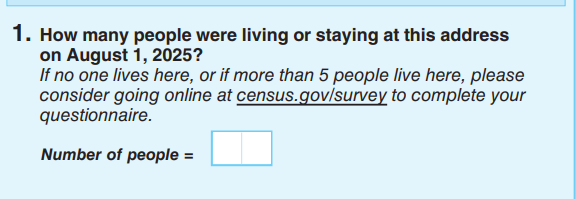 1. How many people were living or staying at this address
on August 1, 2025?
If no one lives here, or if more than 5 people live here, please
consider going online at census.gov/survey to complete your
questionnaire.
Number of people =